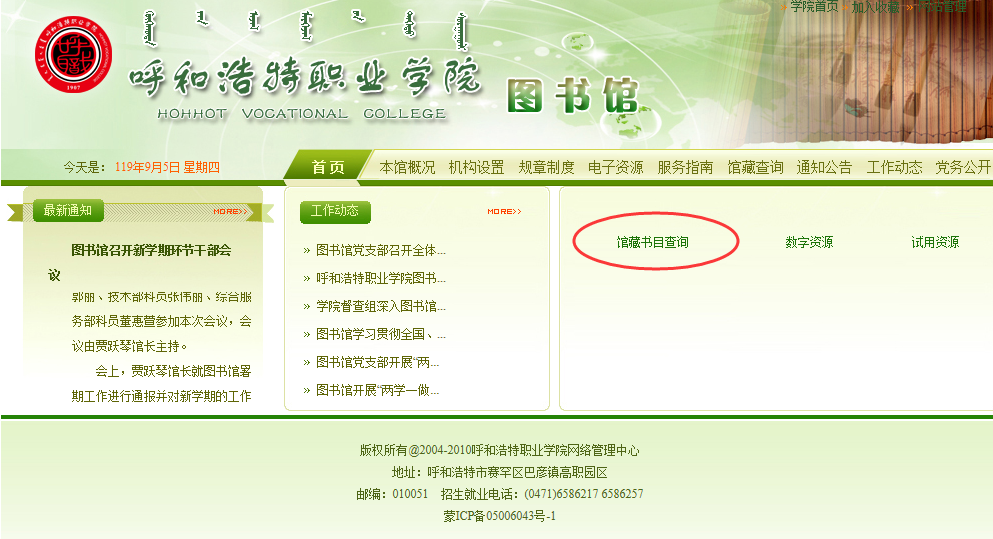 学院首页 加入收藏
呼和浩特职业学院
图书馆
HOHHOT VOCATIONAL COLLEGE
1907
今天是： 119年9月5日 星期四
首页 本馆概况 机构设置 规章制度 电子资源 服务指南 馆藏查询 通知公告 工作动态 党务公开
最新通知 MORE>>
图书馆召开新学期环节干部会
议
郭丽、技术部科员张伟丽、综合服
务部科员董惠萱参加本次会议，会
议由贾跃琴馆长主持。
会上，贾跃琴馆长就图书馆暑
期工作进行通报并对新学期的工作
工作动态 MORE>>
» 图书馆党支部召开全体...
» 呼和浩特职业学院图书...
» 学院督查组深入图书馆...
» 图书馆学习贯彻全国、...
» 图书馆党支部开展“两...
» 图书馆开展“两学一做...
馆藏书目查询 数字资源 试用资源
版权所有@2004-2010呼和浩特职业学院网络管理中心
地址：呼和浩特市赛罕区巴彦镇高职园区
邮编：010051 招生就业电话：(0471)6586217 6586257
蒙ICP备05006043号-1